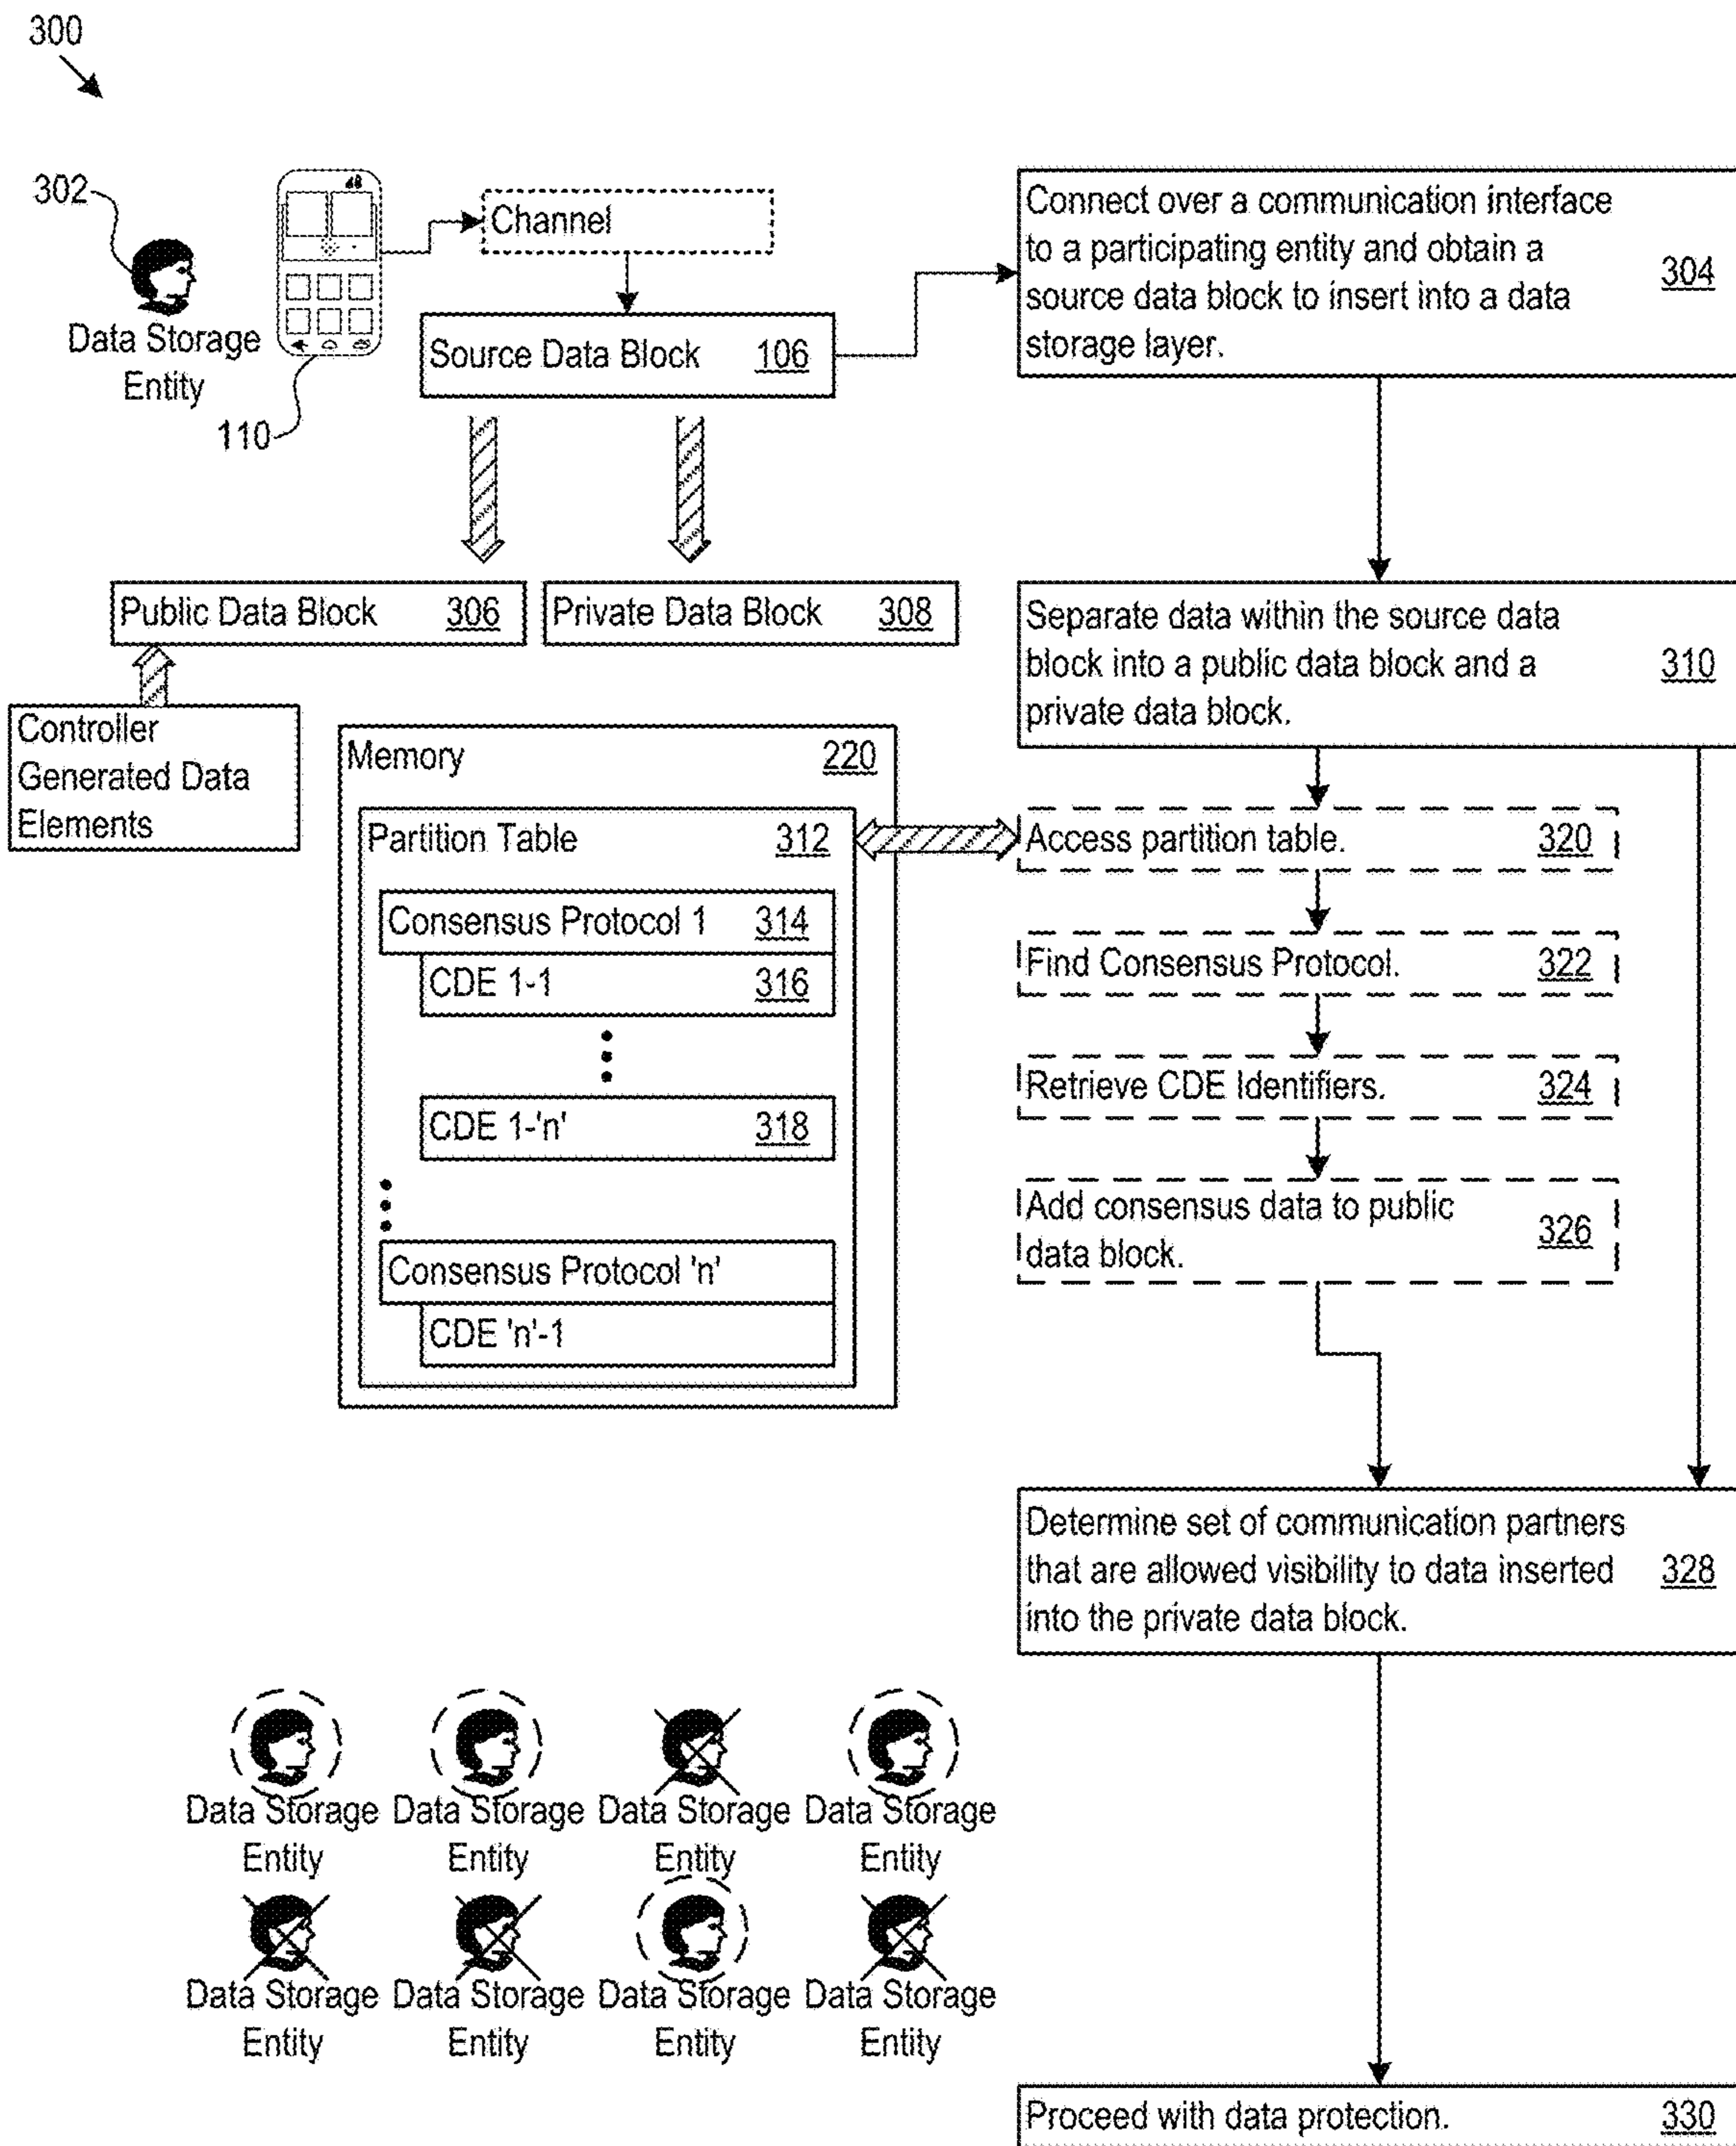 300
302
Data Storage
Entity
110
Channel
Source Data Block 106
Connect over a communication interface
to a participating entity and obtain a
source data block to insert into a data
storage layer.
304
Public Data Block 306
Private Data Block 308
Controller
Generated Data
Elements
Separate data within the source data
block into a public data block and a
private data block.
310
Memory 220
Partition Table 312
Consensus Protocol 1 314
CDE 1-1 316
CDE 1-'n' 318
Consensus Protocol 'n'
CDE 'n'-1
Access partition table. 320
Find Consensus Protocol. 322
Retrieve CDE Identifiers. 324
Add consensus data to public
data block.
326
Determine set of communication partners
that are allowed visibility to data inserted
into the private data block.
328
Data Storage Data Storage Data Storage Data Storage
Entity Entity Entity Entity
Data Storage Data Storage Data Storage Data Storage
Entity Entity Entity Entity
Proceed with data protection. 330